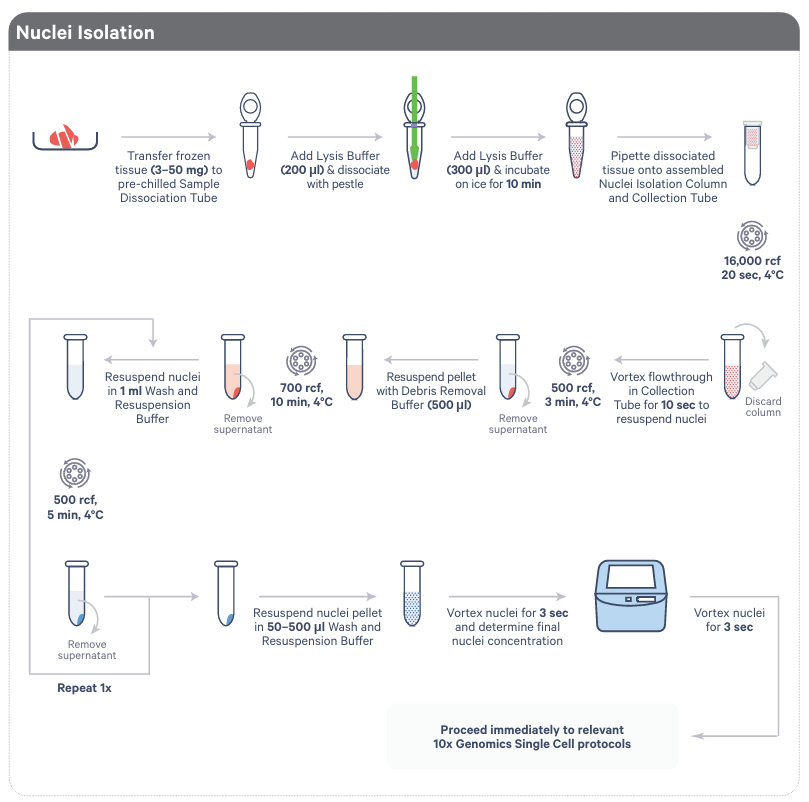 Nuclei Isolation
Transfer frozen
tissue (3–50 mg) to
pre-chilled Sample
Dissociation Tube
Add Lysis Buffer
(200 µl) & dissociate
with pestle
Add Lysis Buffer
(300 µl) & incubate
on ice for 10 min
Pipette dissociated
tissue onto assembled
Nuclei Isolation Column
and Collection Tube
16,000 rcf
20 sec, 4°C
Discard
column
Vortex flowthrough
in Collection
Tube for 10 sec to
resuspend nuclei
500 rcf,
3 min, 4°C
Remove
supernatant
Resuspend pellet
with Debris Removal
Buffer (500 µl)
700 rcf,
10 min, 4°C
Remove
supernatant
Resuspend nuclei
in 1 ml Wash and
Resuspension
Buffer
500 rcf,
5 min, 4°C
Remove
supernatant
Repeat 1x
Resuspend nuclei pellet
in 50–500 µl Wash and
Resuspension Buffer
Vortex nuclei for 3 sec
and determine final
nuclei concentration
Vortex nuclei
for 3 sec
Proceed immediately to relevant
10x Genomics Single Cell protocols